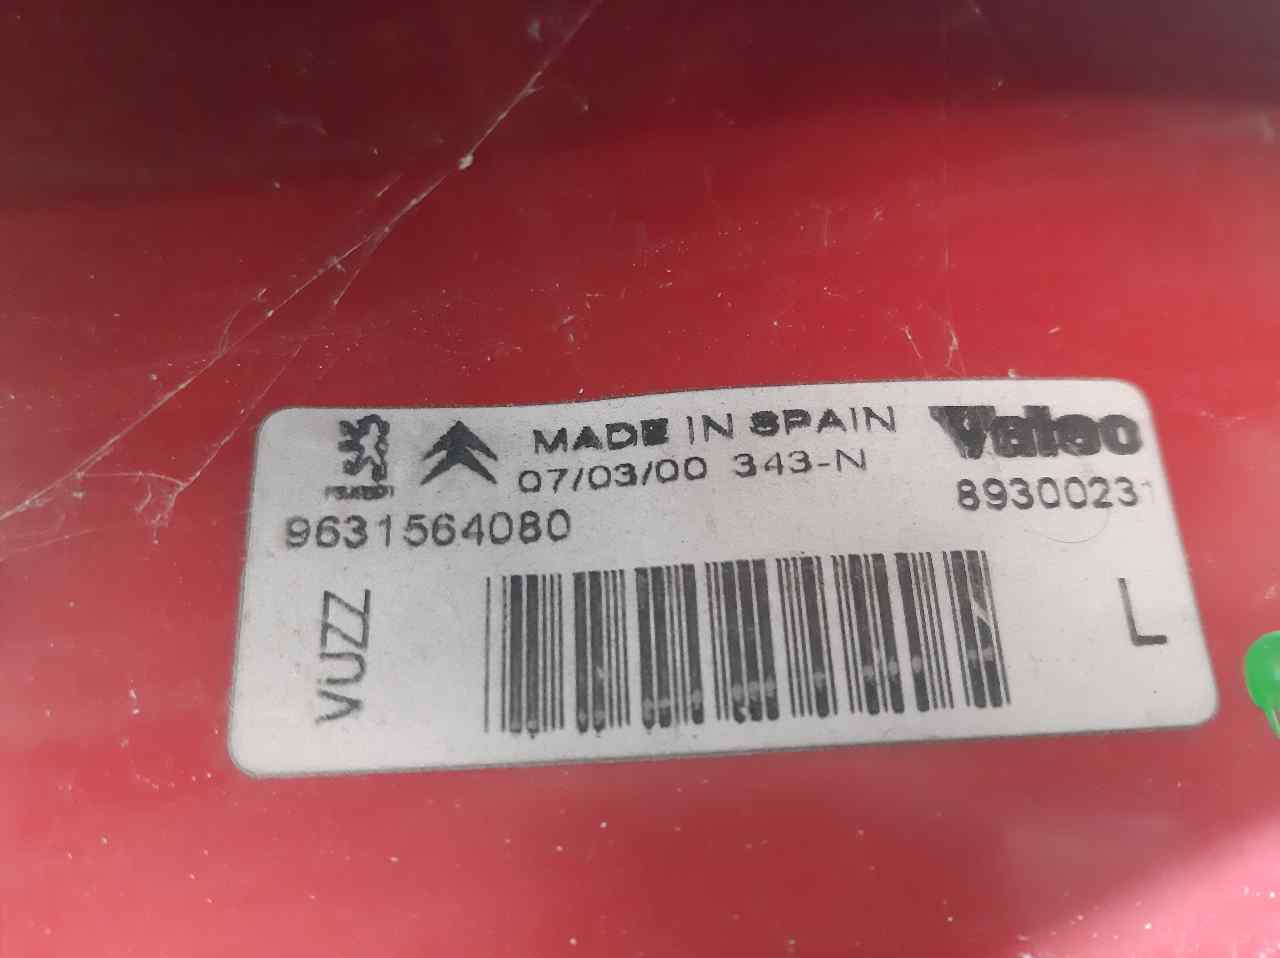 MADE IN SPAIN
Valeo
07/03/00 343-N
9631564080
89300231
VUZZ
L